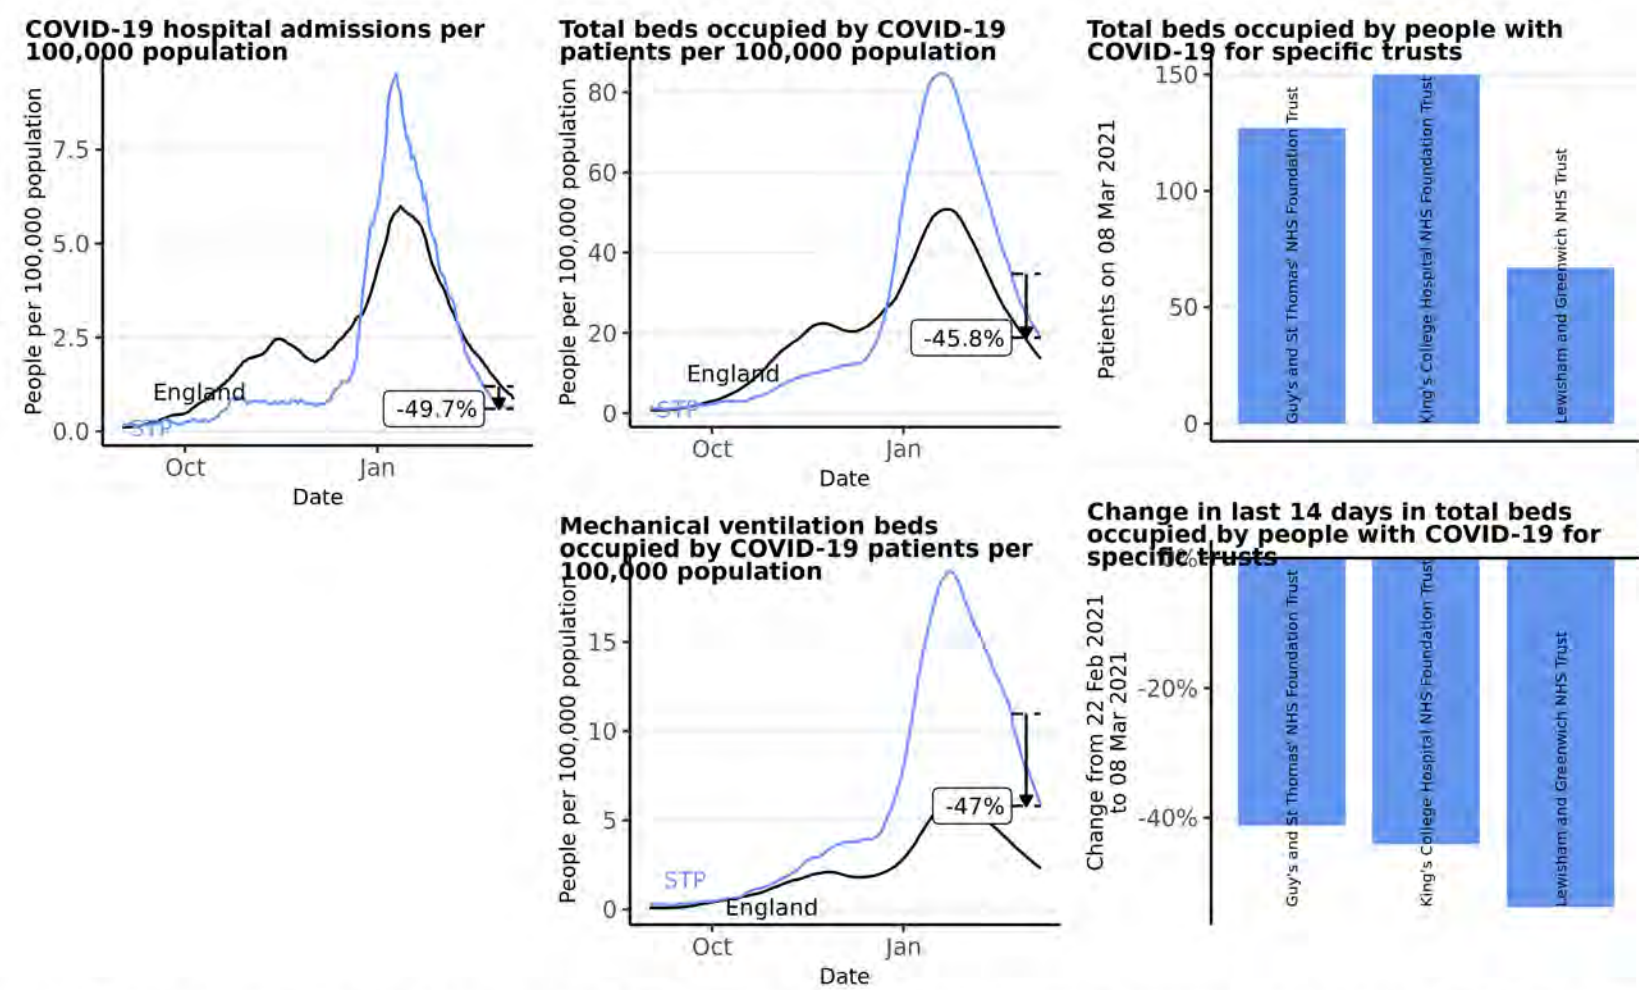 COVID-19 hospital admissions per
100,000 population
People per 100,000 population
7.5
5.0
2.5
0.0
England
STP
-49.7%
Oct
Jan
Date
Total beds occupied by COVID-19
patients per 100,000 population
People per 100,000 population
80
60
40
20
0
England
STP
-45.8%
Oct
Jan
Date
Total beds occupied by people with
COVID-19 for specific trusts
Patients on 08 Mar 2021
150
100
50
0
Guy's and St Thomas' NHS Foundation Trust
King's College Hospital NHS Foundation Trust
Lewisham and Greenwich NHS Trust
Mechanical ventilation beds
occupied by COVID-19 patients per
100,000 population
People per 100,000 population
15
10
5
0
STP
England
-47%
Oct
Jan
Date
Change in last 14 days in total beds
occupied by people with COVID-19 for
specific trusts
Change from 22 Feb 2021
to 08 Mar 2021
0%
-20%
-40%
Guy's and St Thomas' NHS Foundation Trust
King's College Hospital NHS Foundation Trust
Lewisham and Greenwich NHS Trust